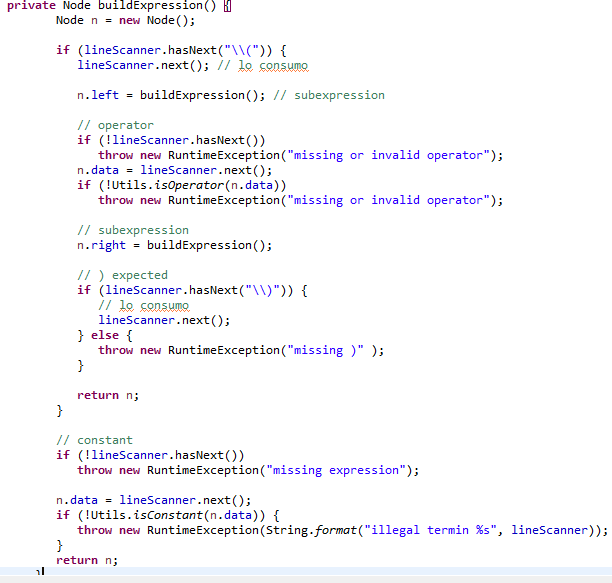 private Node buildExpression() {
Node n = new Node();
if (lineScanner.hasNext("\\(")) {
lineScanner.next(); // lo consumo
n.left = buildExpression(); // subexpression
// operator
if (!lineScanner.hasNext())
throw new RuntimeException("missing or invalid operator");
n.data = lineScanner.next();
if (!Utils.isOperator(n.data))
throw new RuntimeException("missing or invalid operator");
// subexpression
n.right = buildExpression();
// ) expected
if (lineScanner.hasNext("\\)")) {
// lo consumo
lineScanner.next();
} else {
throw new RuntimeException("missing )" );
}
return n;
}
// constant
if (!lineScanner.hasNext())
throw new RuntimeException("missing expression");
n.data = lineScanner.next();
if (!Utils.isConstant(n.data)) {
throw new RuntimeException(String.format("illegal termin %s", lineScanner));
}
return n;
}